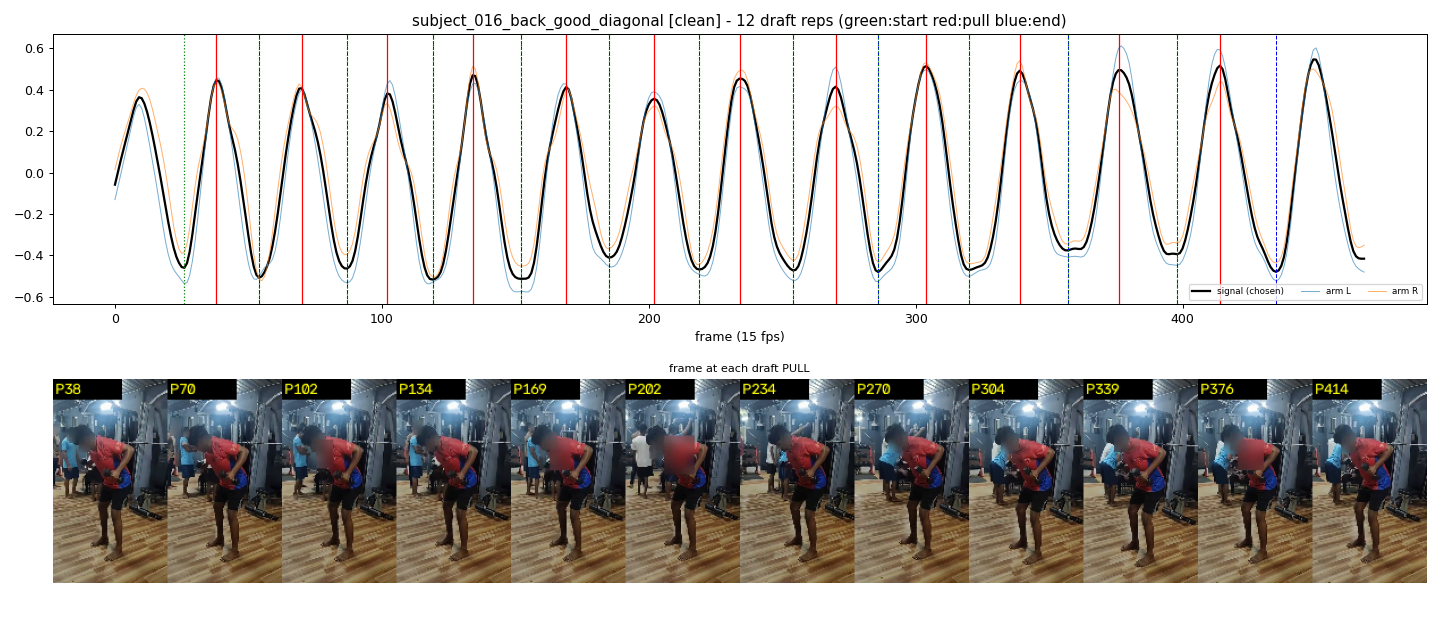 subject_016_back_good_diagonal [clean] - 12 draft reps (green:start red:pull blue:end)
0.6
0.4
0.2
0.0
−0.2
−0.4
−0.6
signal (chosen) arm L arm R
0 100 200 300 400
frame (15 fps)
frame at each draft PULL
P38 P70 P102 P134 P169 P202 P234 P270 P304 P339 P376 P414